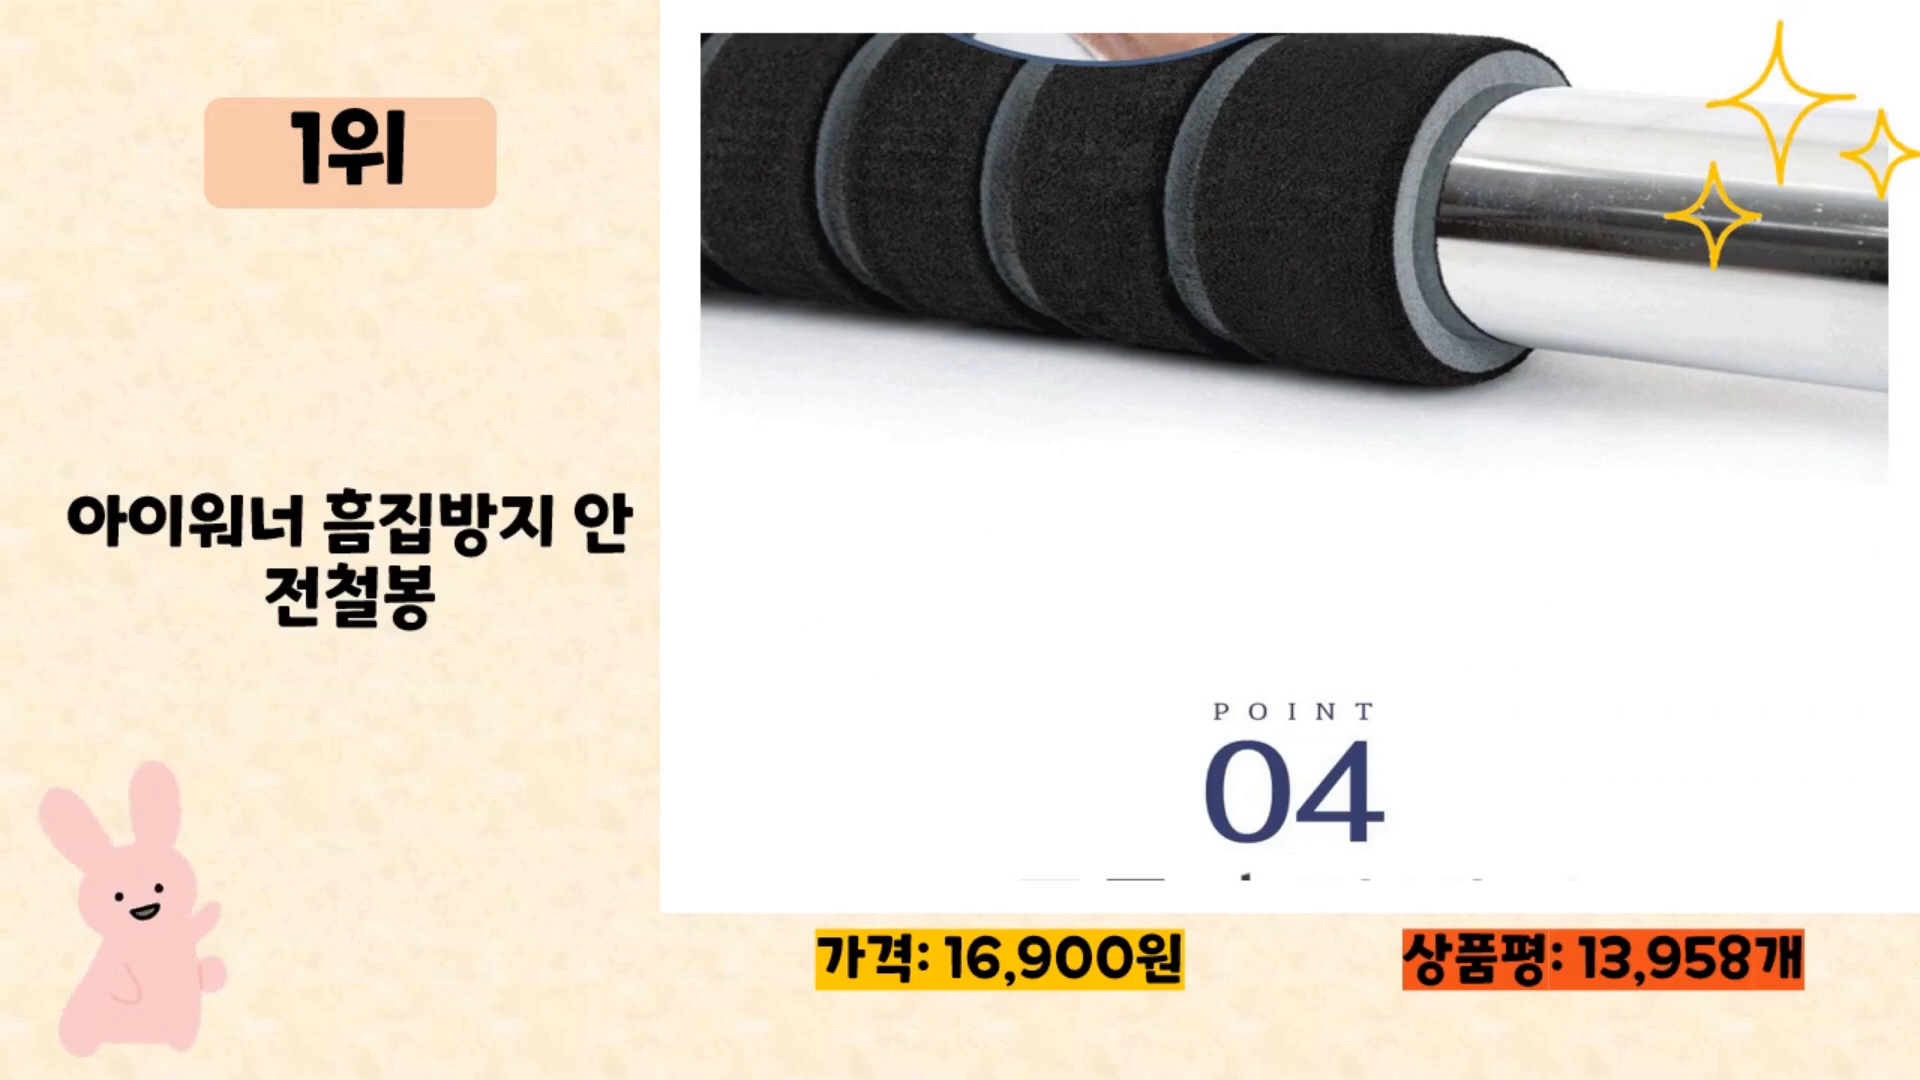 1위
아이워너 흠집방지 안
전철봉
POINT
04
가격: 16,900원
상품평: 13,958개